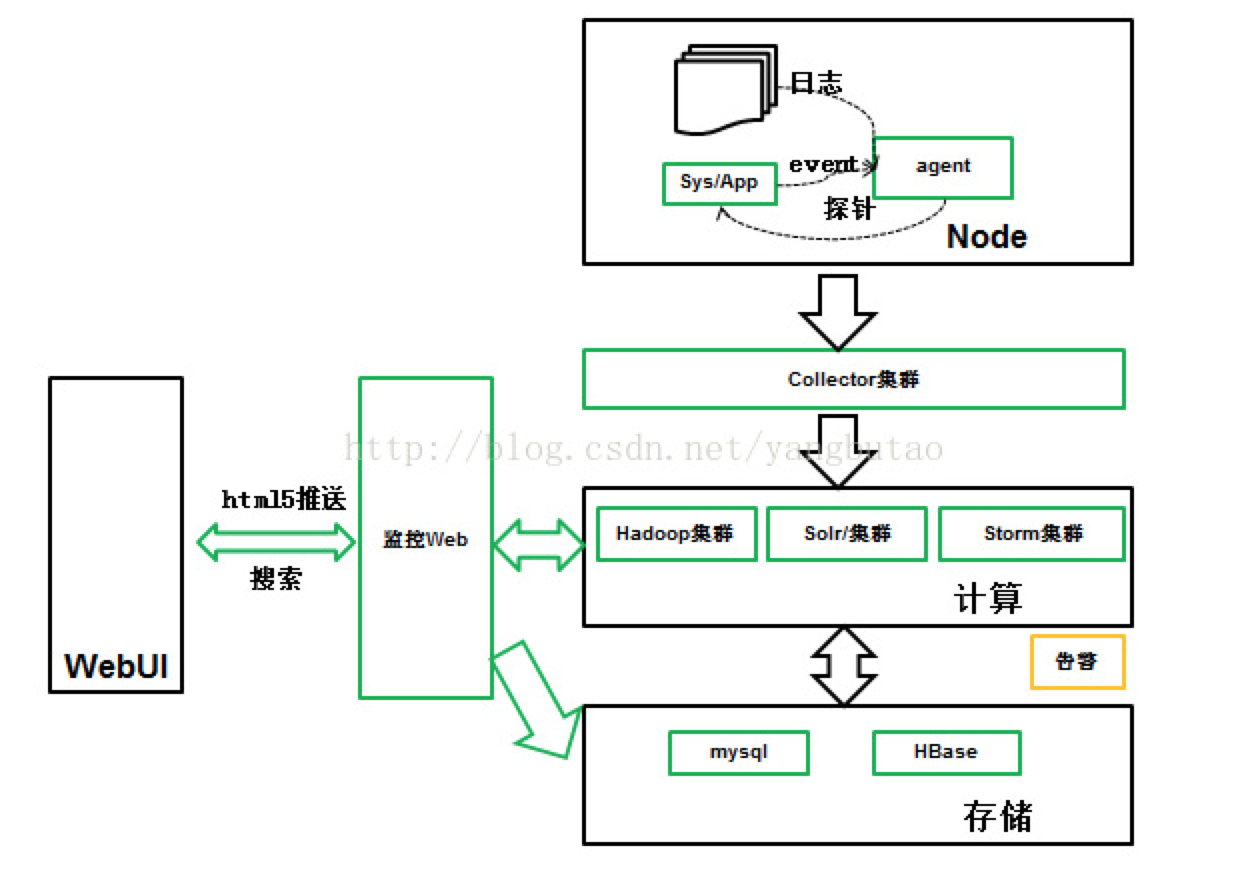 日志
event
agent
Sys/App
探针
Node
Collector集群
http://blog.csdn.net/yangbutao
html5推送
搜索
监控Web
WebUI
Hadoop集群
Solr/集群
Storm集群
计算
告警
mysql
HBase
存储